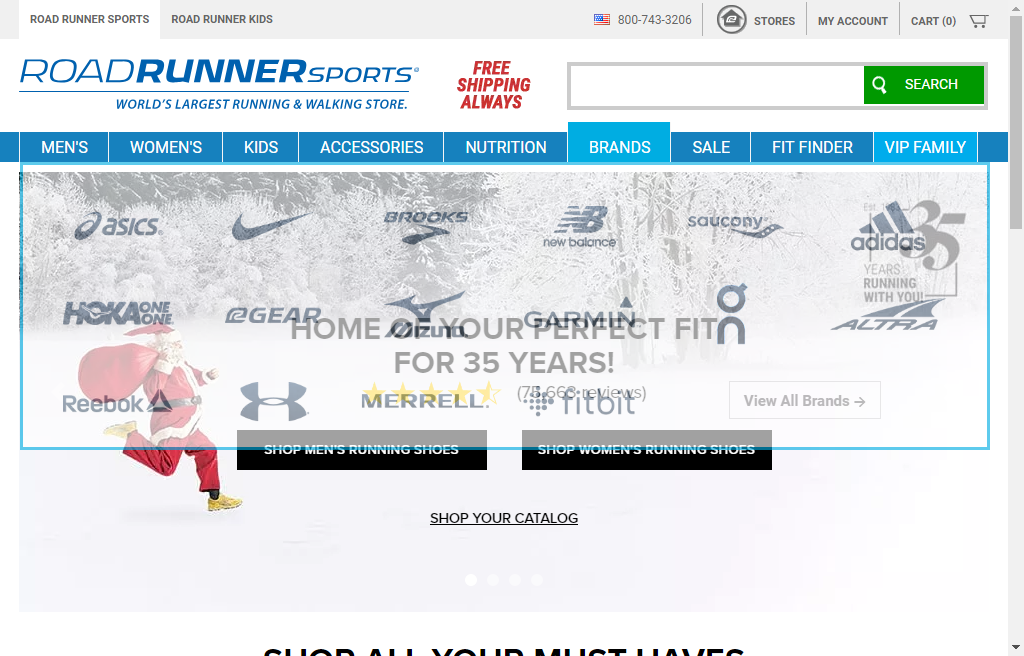 ROAD RUNNER SPORTS
ROAD RUNNER KIDS
800-743-3206
STORES
MY ACCOUNT
CART (0)
ROADRUNNERSPORTS®
WORLD'S LARGEST RUNNING & WALKING STORE.
FREE
SHIPPING
ALWAYS
SEARCH
MEN'S
WOMEN'S
KIDS
ACCESSORIES
NUTRITION
BRANDS
SALE
FIT FINDER
VIP FAMILY
asics
BROOKS
new balance
saucony
adidas
35
YEARS
RUNNING
WITH YOU!
HOKA ONE ONE
GEAR
MIZUNO
GARMIN
on
ALTRA
HOME OF YOUR PERFECT FIT
FOR 35 YEARS!
Reebok
MERRELL
(75,663 reviews)
fitbit
View All Brands →
SHOP MEN'S RUNNING SHOES
SHOP WOMEN'S RUNNING SHOES
SHOP YOUR CATALOG
SHOP ALL YOUR MUST HAVES